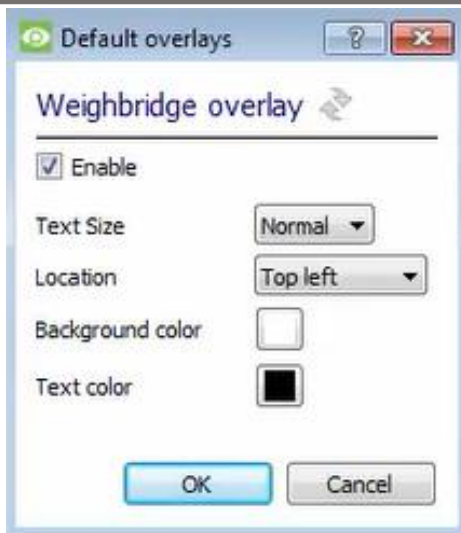 Default overlays
Weighbridge overlay
Enable
Text Size Normal
Location Top left
Background color
Text color
OK Cancel